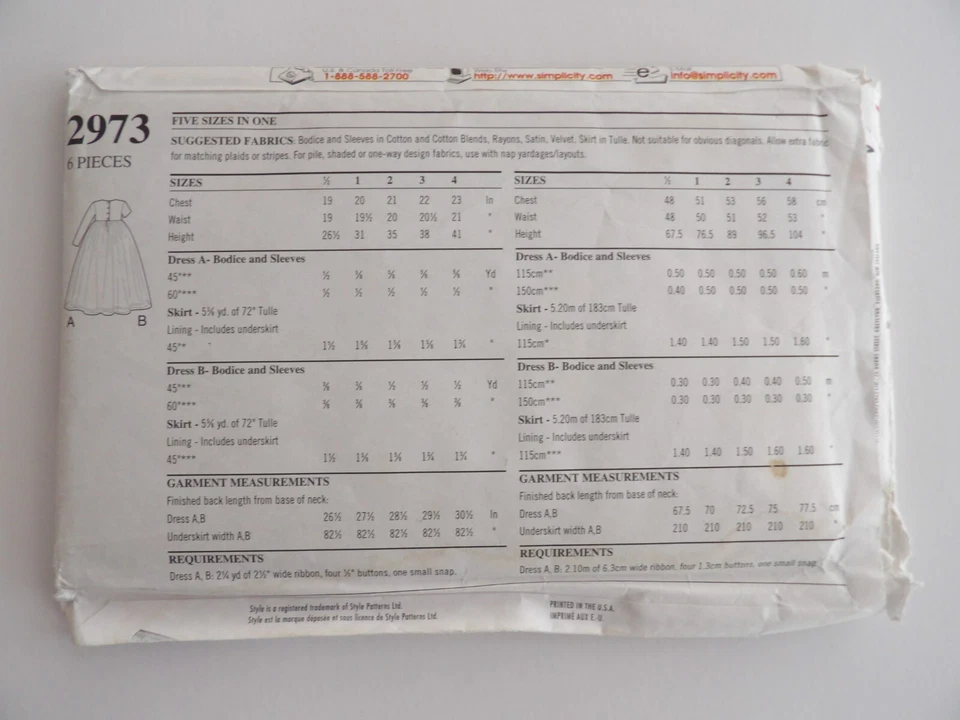 1-888-588-2700 http://www.simplicity.com info@simplicity.com
2973
6 PIECES
A B
FIVE SIZES IN ONE
SUGGESTED FABRICS: Bodice and Sleeves in Cotton and Cotton Blends, Rayons, Satin, Velvet. Skirt in Tulle. Not suitable for obvious diagonals. Allow extra fabric
for matching plaids or stripes. For pile, shaded or one-way design fabrics, use with nap yardages/layouts.
SIZES ½ 1 2 3 4
Chest 19 20 21 22 23 In
Waist 19 19½ 20 20½ 21 "
Height 26½ 31 35 38 41 "
Dress A- Bodice and Sleeves
45"** Yd
60"*** "
Skirt - yd. of 72" Tulle
Lining - Includes underskirt
45"* "
Dress B- Bodice and Sleeves
45"** Yd
60"*** "
Skirt - yd. of 72" Tulle
Lining - Includes underskirt
45"*** "
GARMENT MEASUREMENTS
Finished back length from base of neck:
Dress A,B 26½ 27½ 28½ 29½ 30½ In
Underskirt width A,B 82½ 82½ 82½ 82½ 82½ "
REQUIREMENTS
Dress A, B: 2¼ yd of 2½" wide ribbon, four ½" buttons, one small snap.
SIZES ½ 1 2 3 4
Chest 48 51 53 56 58 cm
Waist 48 50 51 52 53 "
Height 67.5 76.5 89 96.5 104 "
Dress A- Bodice and Sleeves
115cm** 0.50 0.50 0.50 0.50 0.60 m
150cm*** 0.40 0.50 0.50 0.50 0.50 "
Skirt - 5.20m of 183cm Tulle
Lining - Includes underskirt
115cm* 1.40 1.40 1.50 1.50 1.60 "
Dress B- Bodice and Sleeves
115cm** 0.30 0.30 0.40 0.40 0.50 m
150cm*** 0.30 0.30 0.30 0.30 0.30 "
Skirt - 5.20m of 183cm Tulle
Lining - Includes underskirt
115cm*** 1.40 1.40 1.50 1.60 1.60 "
GARMENT MEASUREMENTS
Finished back length from base of neck:
Dress A,B 67.5 70 72.5 75 77.5 cm
Underskirt width A,B 210 210 210 210 210 "
REQUIREMENTS
Dress A, B: 2.10m of 6.3cm wide ribbon, four 1.3cm buttons, one small snap.
Style is a registered trademark of Style Patterns Ltd.
Style est la marque déposée et sous licence de Style Patterns Ltd.
PRINTED IN THE U.S.A.
IMPRIMÉ AUX E.-U.